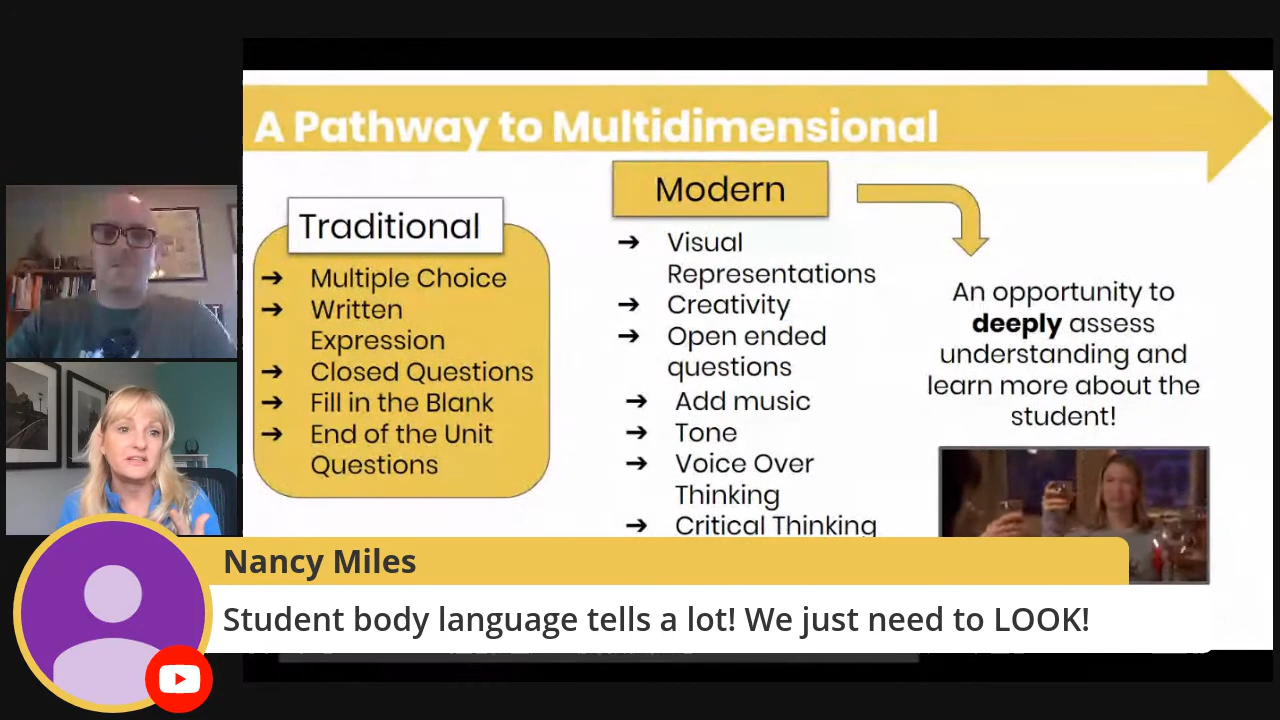 A Pathway to Multidimensional
Traditional
➔ Multiple Choice
➔ Written
Expression
➔ Closed Questions
➔ Fill in the Blank
➔ End of the Unit
Questions
Modern
➔ Visual
Representations
➔ Creativity
➔ Open ended
questions
➔ Add music
➔ Tone
➔ Voice Over
Thinking
➔ Critical Thinking
An opportunity to
deeply assess
understanding and
learn more about the
student!
Nancy Miles
Student body language tells a lot! We just need to LOOK!